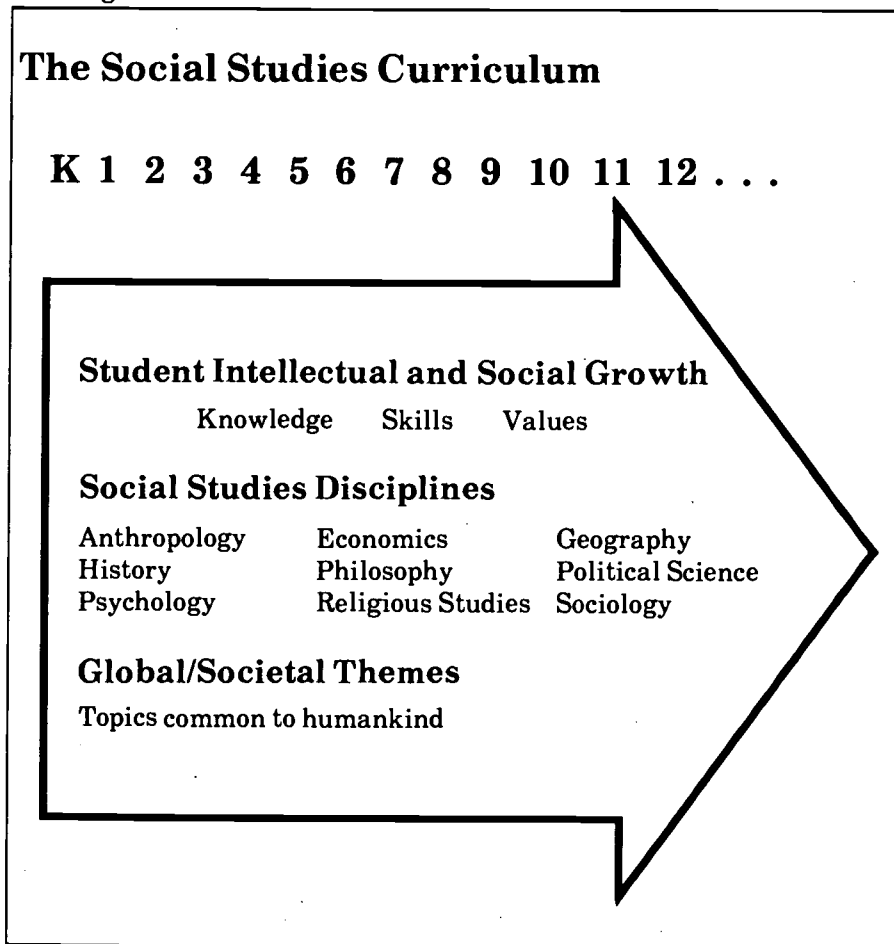 The Social Studies Curriculum
K 1 2 3 4 5 6 7 8 9 10 11 12 . . .
Student Intellectual and Social Growth
Knowledge Skills Values
Social Studies Disciplines
Anthropology Economics Geography
History Philosophy Political Science
Psychology Religious Studies Sociology
Global/Societal Themes
Topics common to humankind